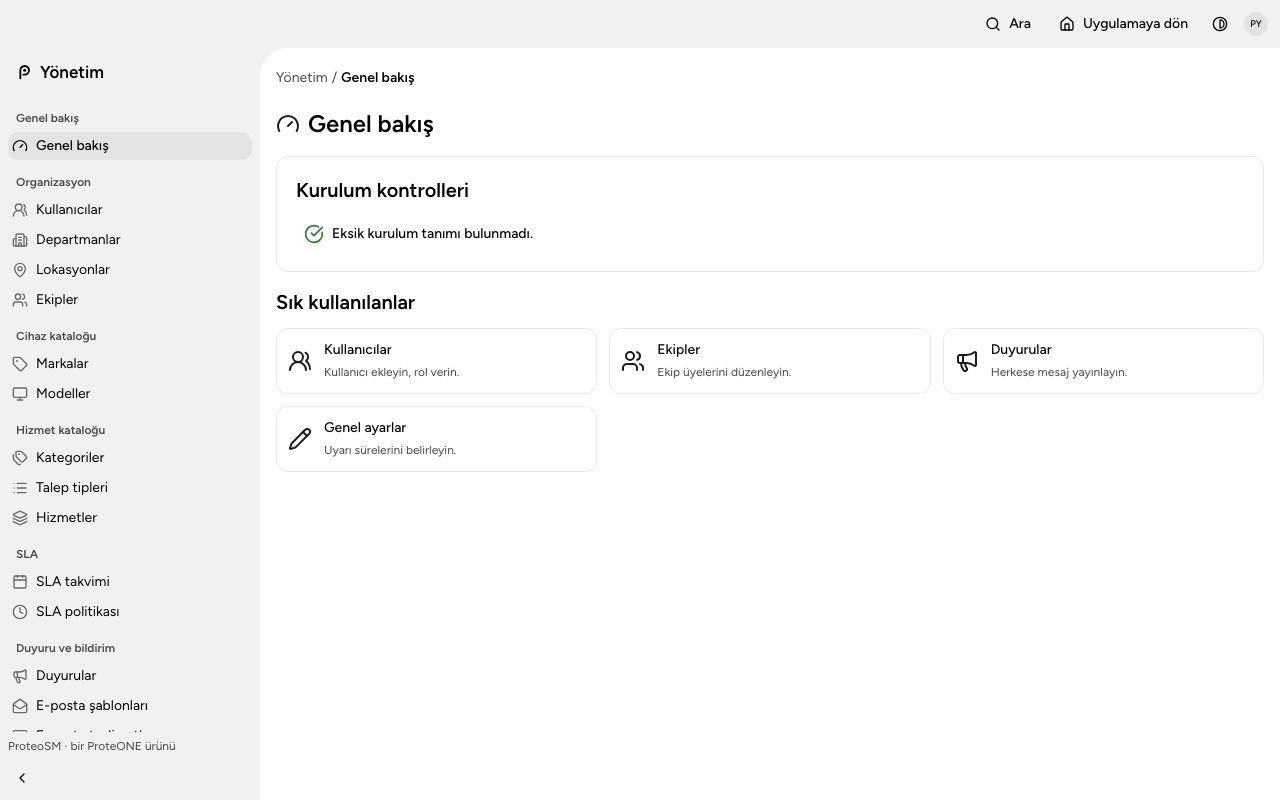 Ara
Uygulamaya dön
PY
Yönetim
Genel bakış
Genel bakış
Organizasyon
Kullanıcılar
Departmanlar
Lokasyonlar
Ekipler
Cihaz kataloğu
Markalar
Modeller
Hizmet kataloğu
Kategoriler
Talep tipleri
Hizmetler
SLA
SLA takvimi
SLA politikası
Duyuru ve bildirim
Duyurular
E-posta şablonları
ProteoSM · bir ProteONE ürünü
Yönetim / Genel bakış
Genel bakış
Kurulum kontrolleri
Eksik kurulum tanımı bulunmadı.
Sık kullanılanlar
Kullanıcılar
Kullanıcı ekleyin, rol verin.
Ekipler
Ekip üyelerini düzenleyin.
Duyurular
Herkese mesaj yayınlayın.
Genel ayarlar
Uyarı sürelerini belirleyin.